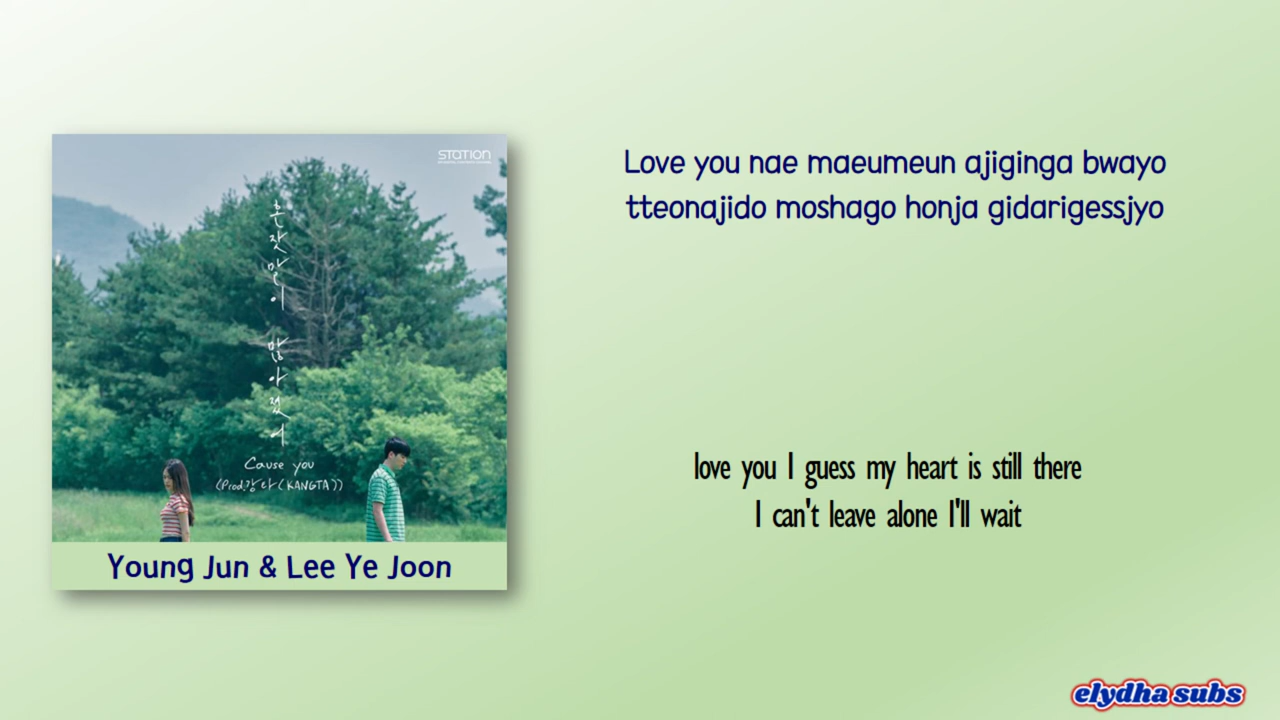 STATION
혼잣말이 많아졌어
Cause you
(Prod.강타(KANGTA))
Young Jun & Lee Ye Joon
Love you nae maeumeun ajiginga bwayo
tteonajido moshago honja gidarigessjyo
love you I guess my heart is still there
I can't leave alone I'll wait
elydha subs